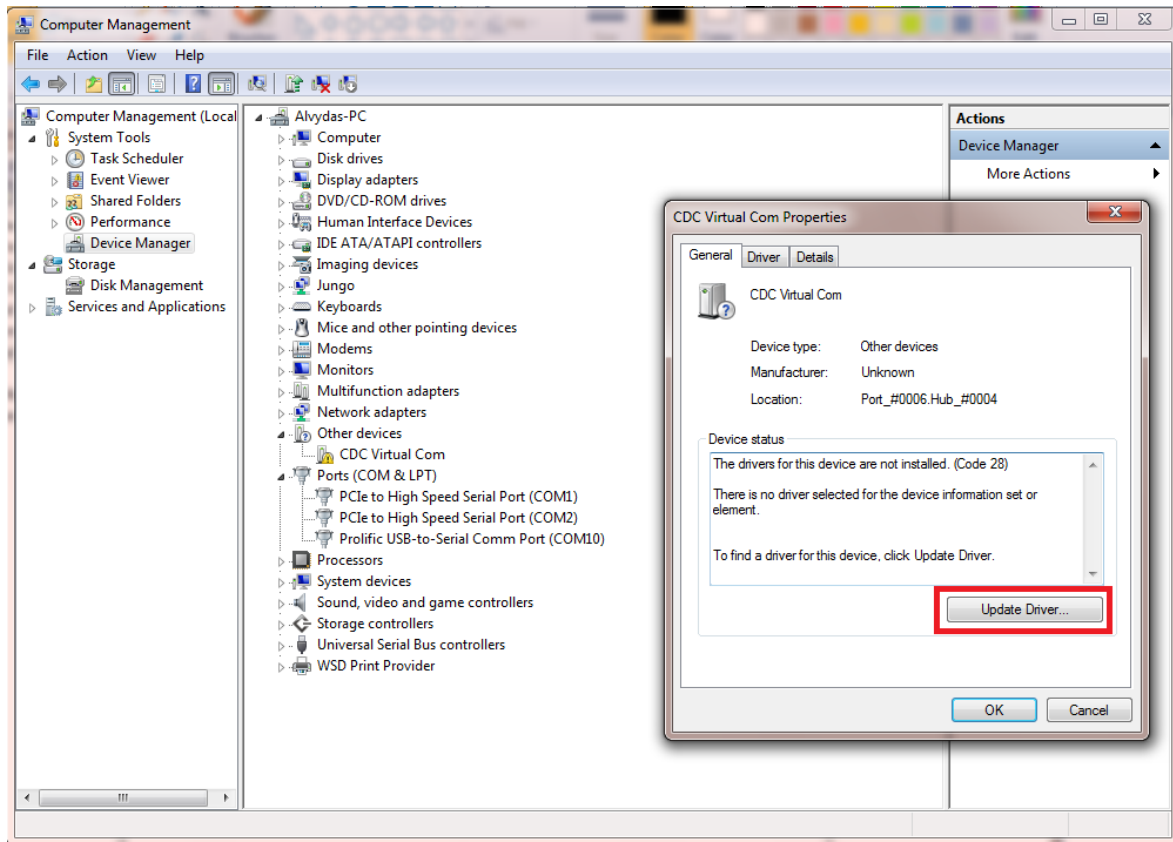 Computer Management
File Action View Help
Computer Management (Local
System Tools
Task Scheduler
Event Viewer
Shared Folders
Performance
Device Manager
Storage
Disk Management
Services and Applications
Alvydas-PC
Computer
Disk drives
Display adapters
DVD/CD-ROM drives
Human Interface Devices
IDE ATA/ATAPI controllers
Imaging devices
Jungo
Keyboards
Mice and other pointing devices
Modems
Monitors
Multifunction adapters
Network adapters
Other devices
CDC Virtual Com
Ports (COM & LPT)
PCIe to High Speed Serial Port (COM1)
PCIe to High Speed Serial Port (COM2)
Prolific USB-to-Serial Comm Port (COM10)
Processors
System devices
Sound, video and game controllers
Storage controllers
Universal Serial Bus controllers
WSD Print Provider
Actions
Device Manager
More Actions
CDC Virtual Com Properties
General Driver Details
CDC Virtual Com
Device type: Other devices
Manufacturer: Unknown
Location: Port_#0006.Hub_#0004
Device status
The drivers for this device are not installed. (Code 28)
There is no driver selected for the device information set or
element.
To find a driver for this device, click Update Driver.
Update Driver...
OK Cancel